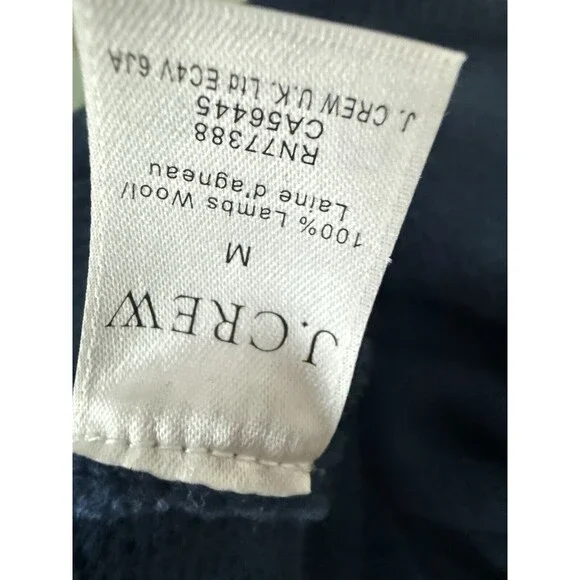 J.CREW
M
100% Lambs Wool/
Laine d'agneau
RN77388
CA56445
J. CREW U.K. Ltd EC4V 6JA